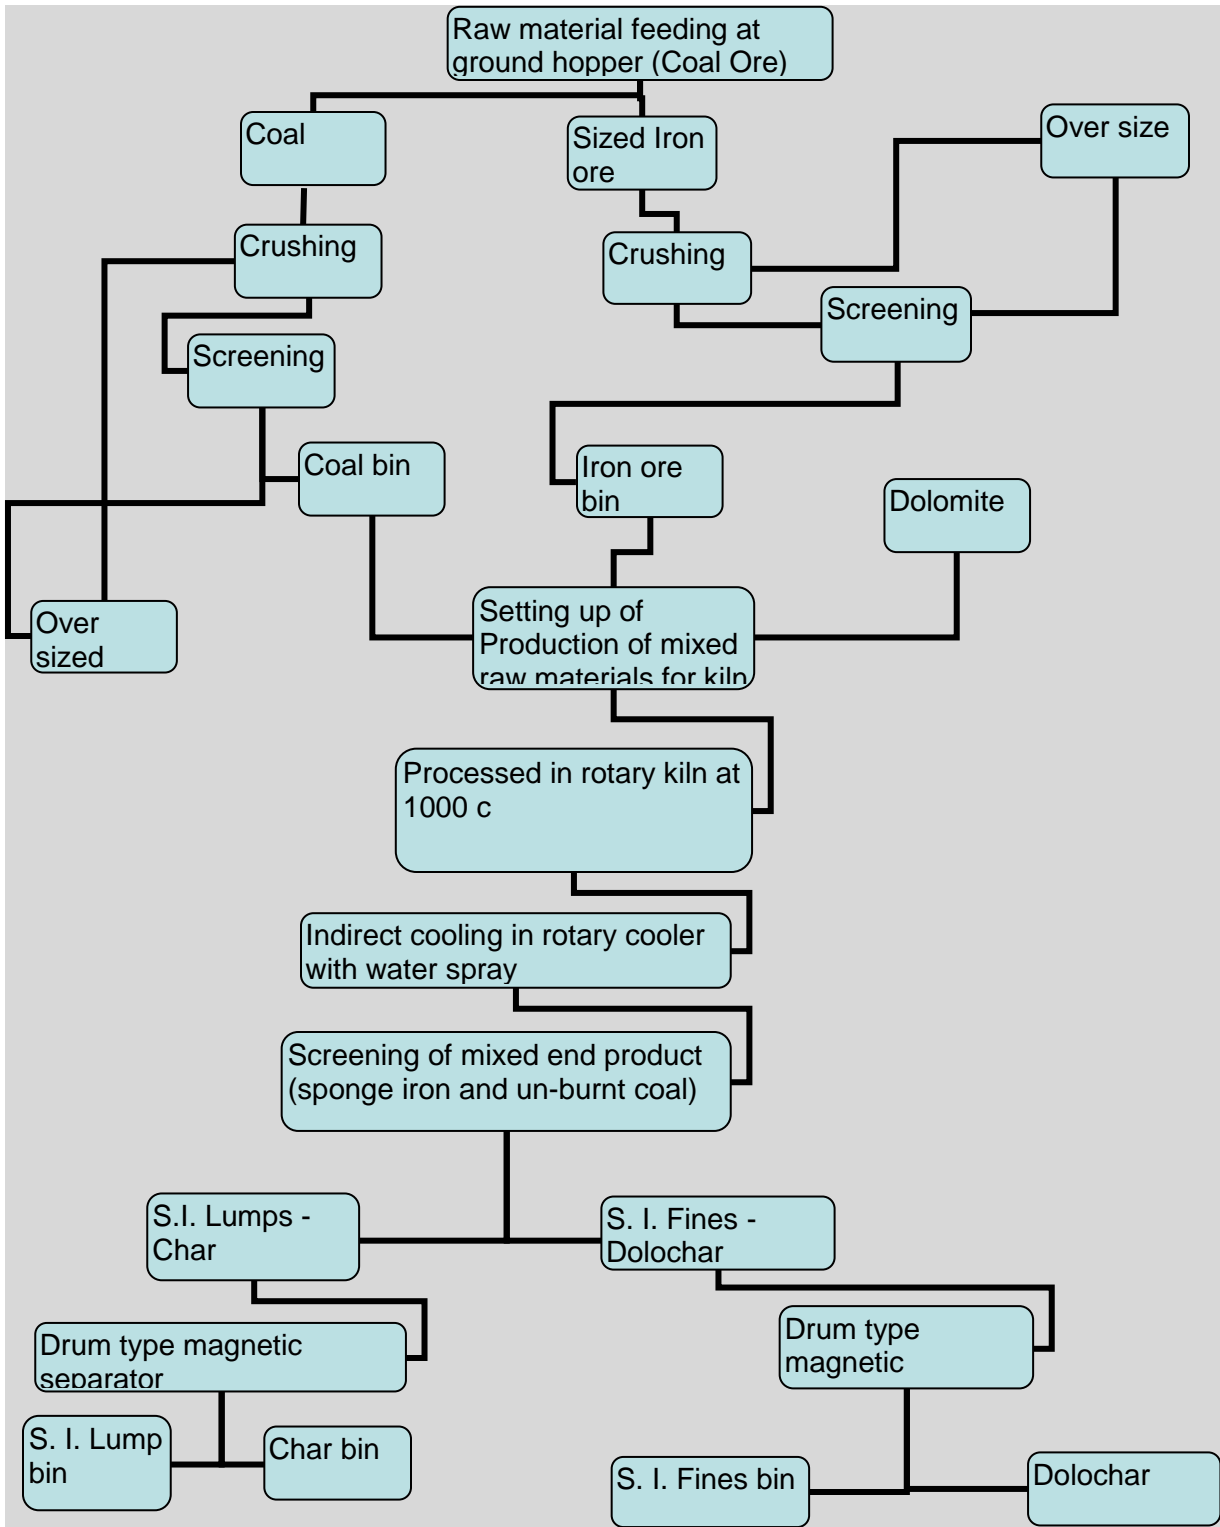 Raw material feeding at
ground hopper (Coal Ore)
Coal
Sized Iron
ore
Over size
Crushing
Crushing
Screening
Screening
Coal bin
Iron ore
bin
Dolomite
Over
sized
Setting up of
Production of mixed
raw materials for kiln
Processed in rotary kiln at
1000 c
Indirect cooling in rotary cooler
with water spray
Screening of mixed end product
(sponge iron and un-burnt coal)
S.I. Lumps -
Char
S. I. Fines -
Dolochar
Drum type magnetic
separator
Drum type
magnetic
S. I. Lump
bin
Char bin
S. I. Fines bin
Dolochar